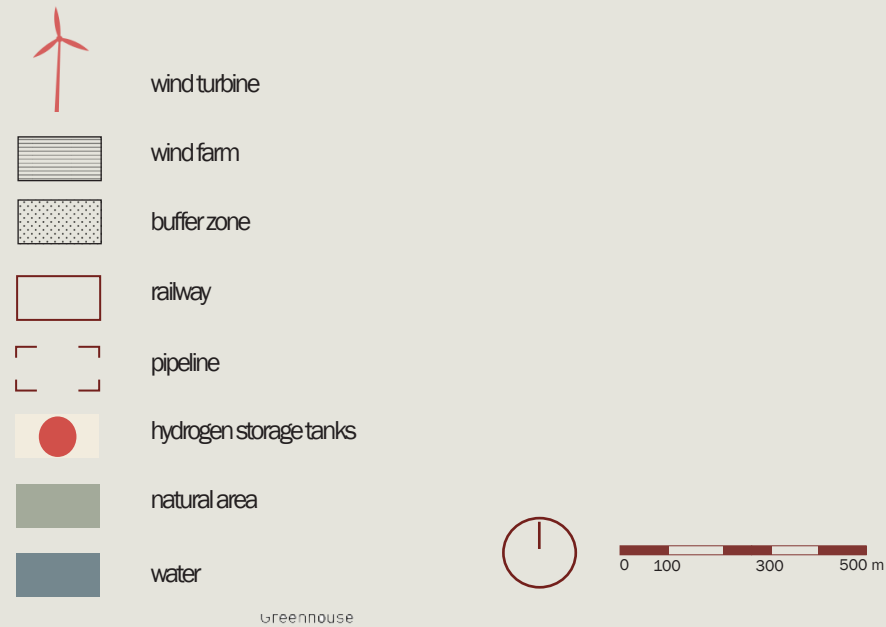 wind turbine
wind farm
buffer zone
railway
pipeline
hydrogen storage tanks
natural area
water
0 100 300 500 m
Greenhouse